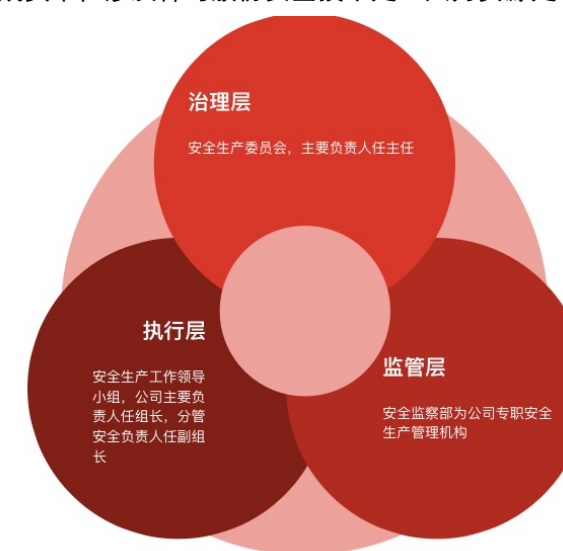 治理层
安全生产委员会，主要负责人任主任
执行层
安全生产工作领导
小组，公司主要负
责人任组长，分管
安全负责人任副组
长
监管层
安全监察部为公司专职安全
生产管理机构